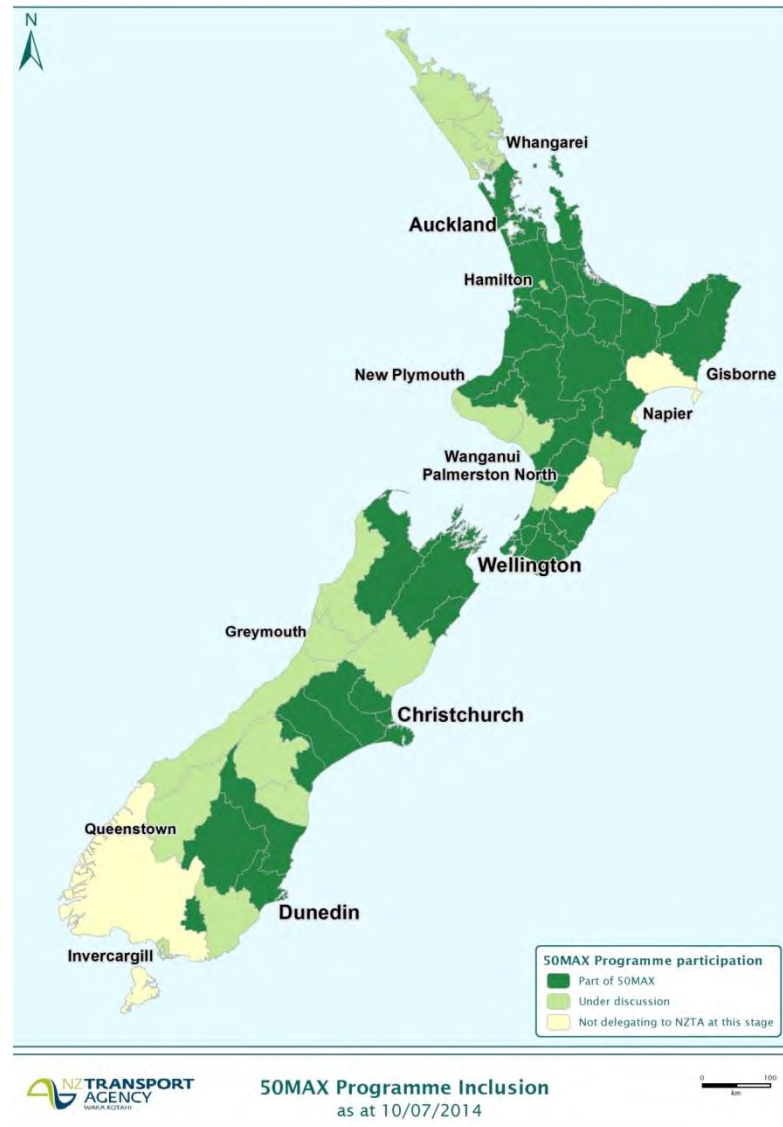 N
Whangarei
Auckland
Hamilton
New Plymouth
Gisborne
Napier
Wanganui
Palmerston North
Wellington
Greymouth
Christchurch
Queenstown
Dunedin
Invercargill
50MAX Programme participation
Part of 50MAX
Under discussion
Not delegating to NZTA at this stage
NZTRANSPORT
AGENCY
WAKA KOTAHI
50MAX Programme Inclusion
as at 10/07/2014
0 100
km